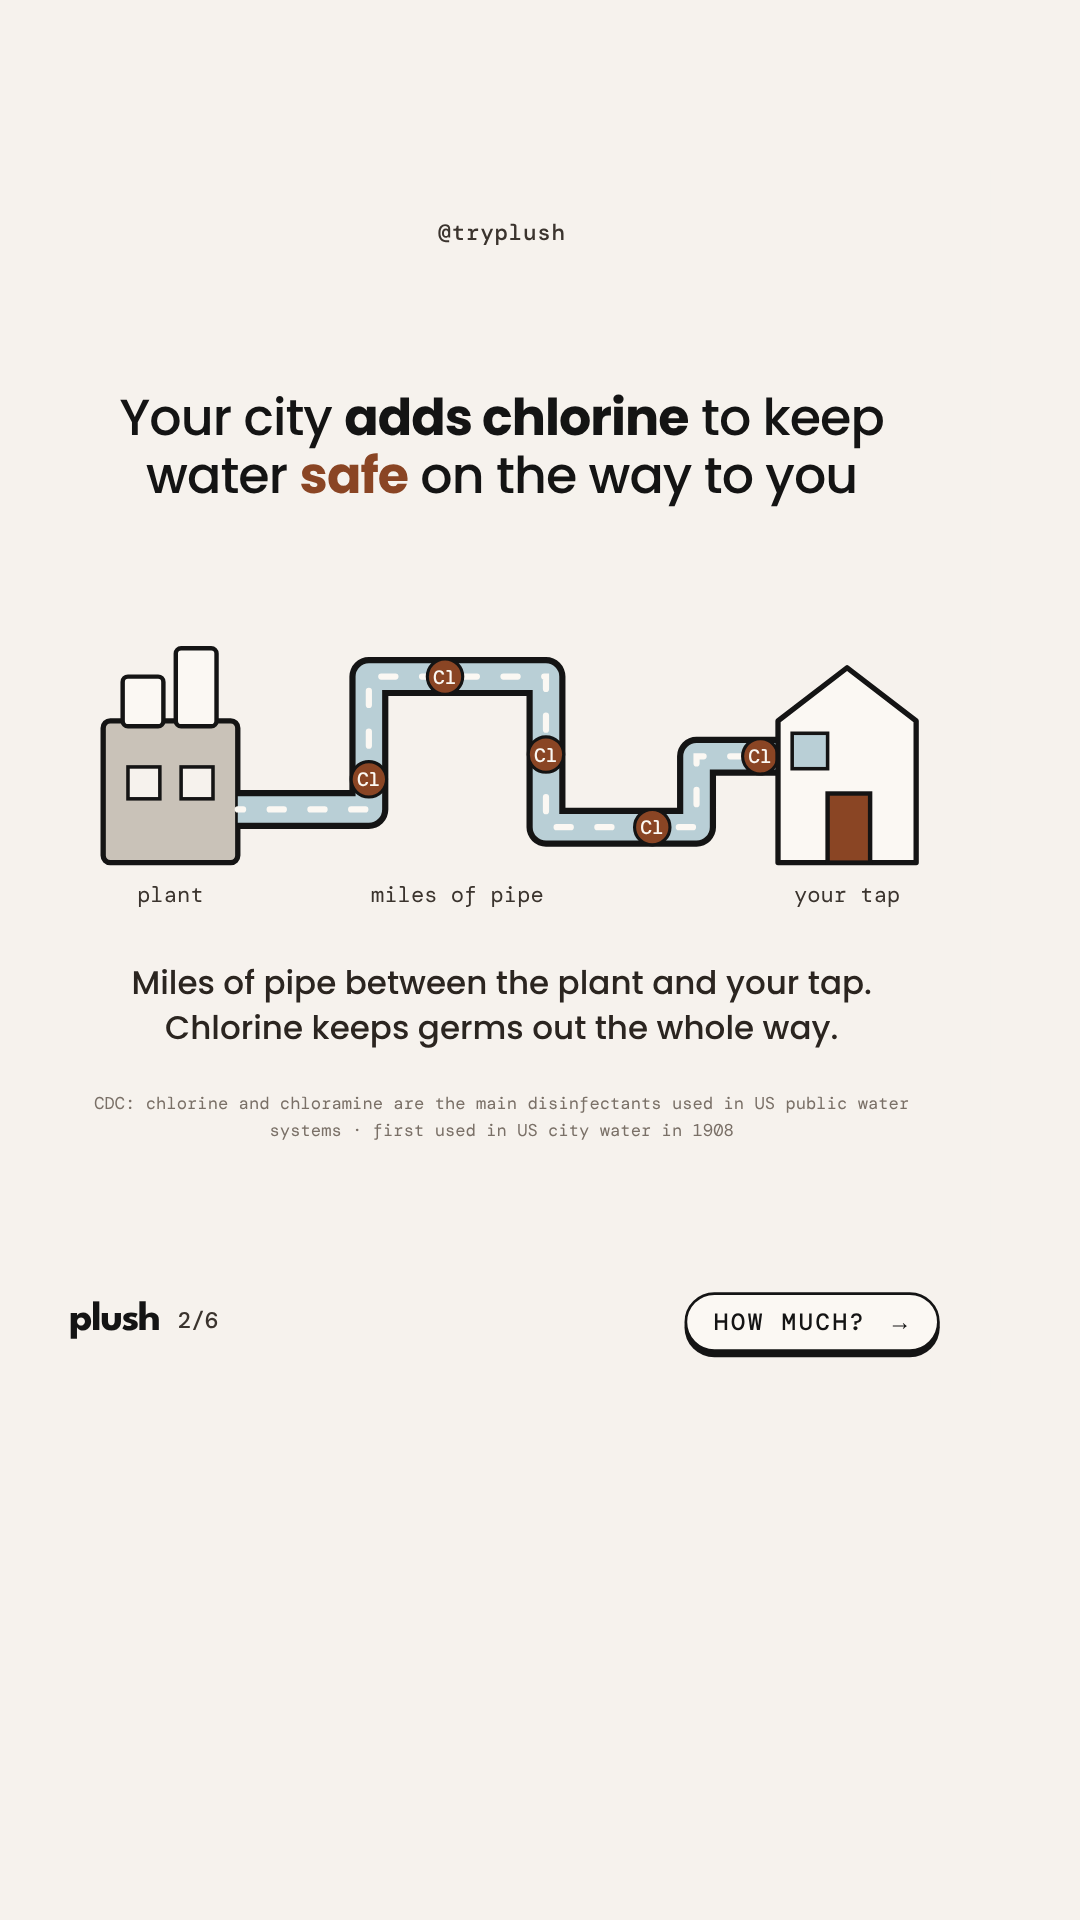 @tryplush
Your city adds chlorine to keep
water safe on the way to you
Cl
Cl
Cl
Cl
Cl
plant
miles of pipe
your tap
Miles of pipe between the plant and your tap.
Chlorine keeps germs out the whole way.
CDC: chlorine and chloramine are the main disinfectants used in US public water
systems · first used in US city water in 1908
plush 2/6
HOW MUCH? →